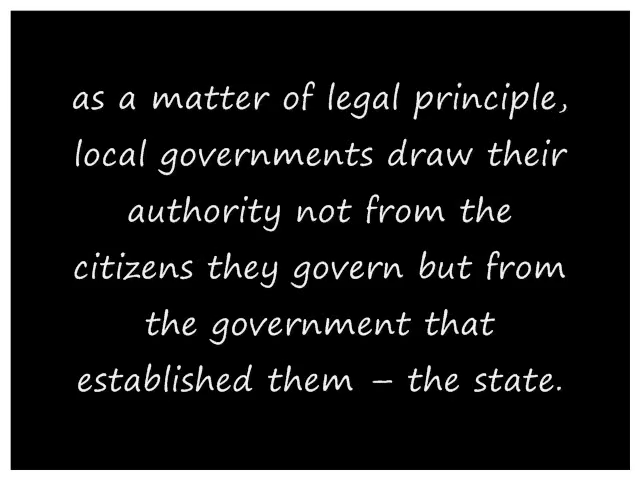 as a matter of legal principle,
local governments draw their
authority not from the
citizens they govern but from
the government that
established them – the state.